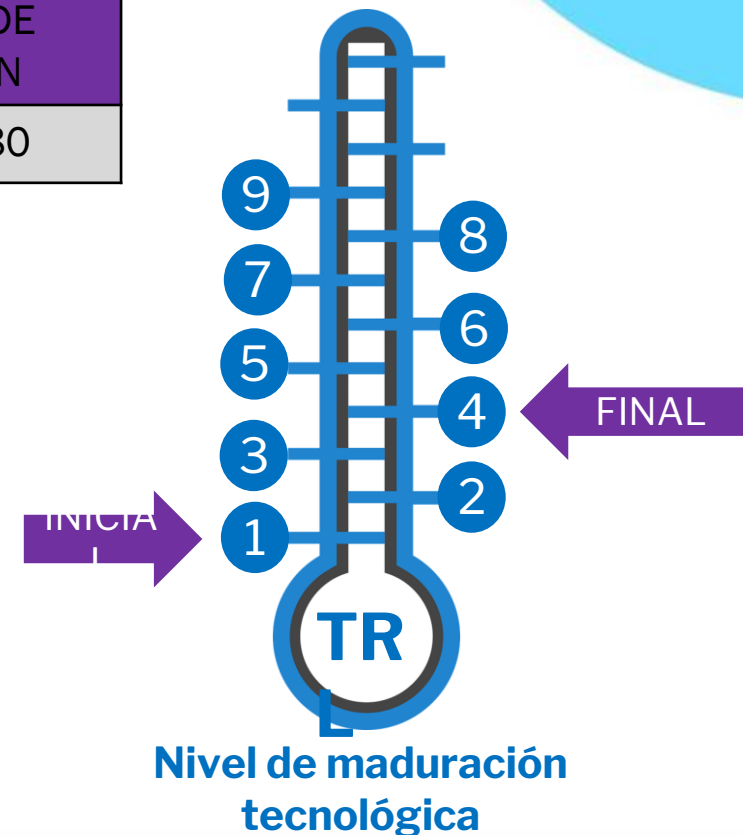 DE
N
30
9
8
7
6
5
4
FINAL
3
2
INICIA
L
1
TR
L
Nivel de maduración
tecnológica